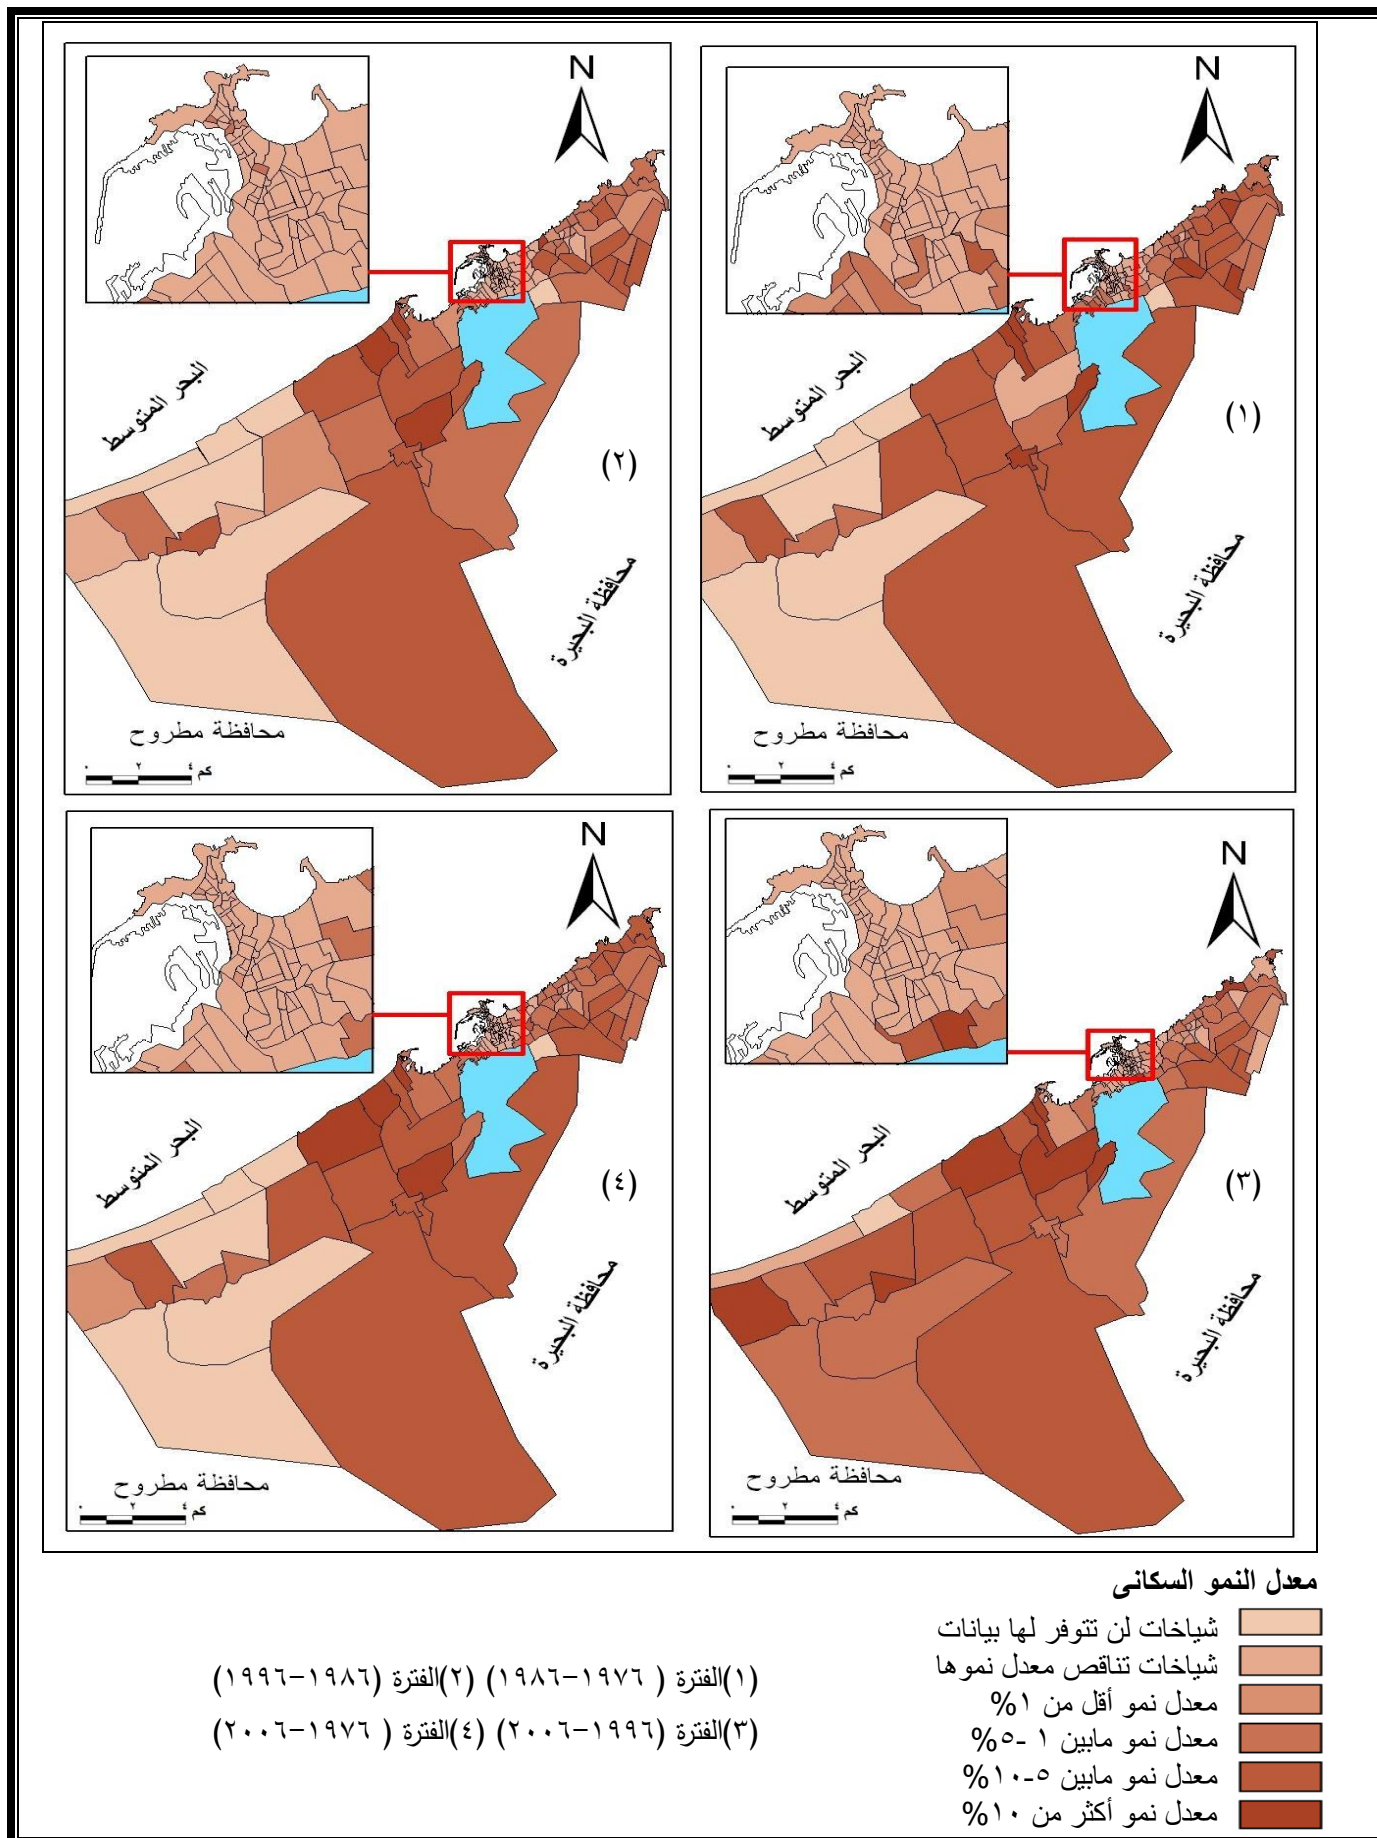 N
البحر المتوسط
(١)
محافظة البحيرة
محافظة مطروح
٠ ٢ ٤ كم
N
البحر المتوسط
(٢)
محافظة البحيرة
محافظة مطروح
٠ ٢ ٤ كم
N
البحر المتوسط
(٣)
محافظة البحيرة
محافظة مطروح
٠ ٢ ٤ كم
N
البحر المتوسط
(٤)
محافظة البحيرة
محافظة مطروح
٠ ٢ ٤ كم
معدل النمو السكانى
شياخات لن تتوفر لها بيانات
شياخات تناقص معدل نموها
معدل نمو أقل من ١%
معدل نمو مابين ١ -٥%
معدل نمو مابين ٥-١٠%
معدل نمو أكثر من ١٠%
(١)الفترة ( ١٩٧٦-١٩٨٦) (٢)الفترة (١٩٨٦-١٩٩٦)
(٣)الفترة (١٩٩٦-٢٠٠٦) (٤)الفترة ( ١٩٧٦-٢٠٠٦)